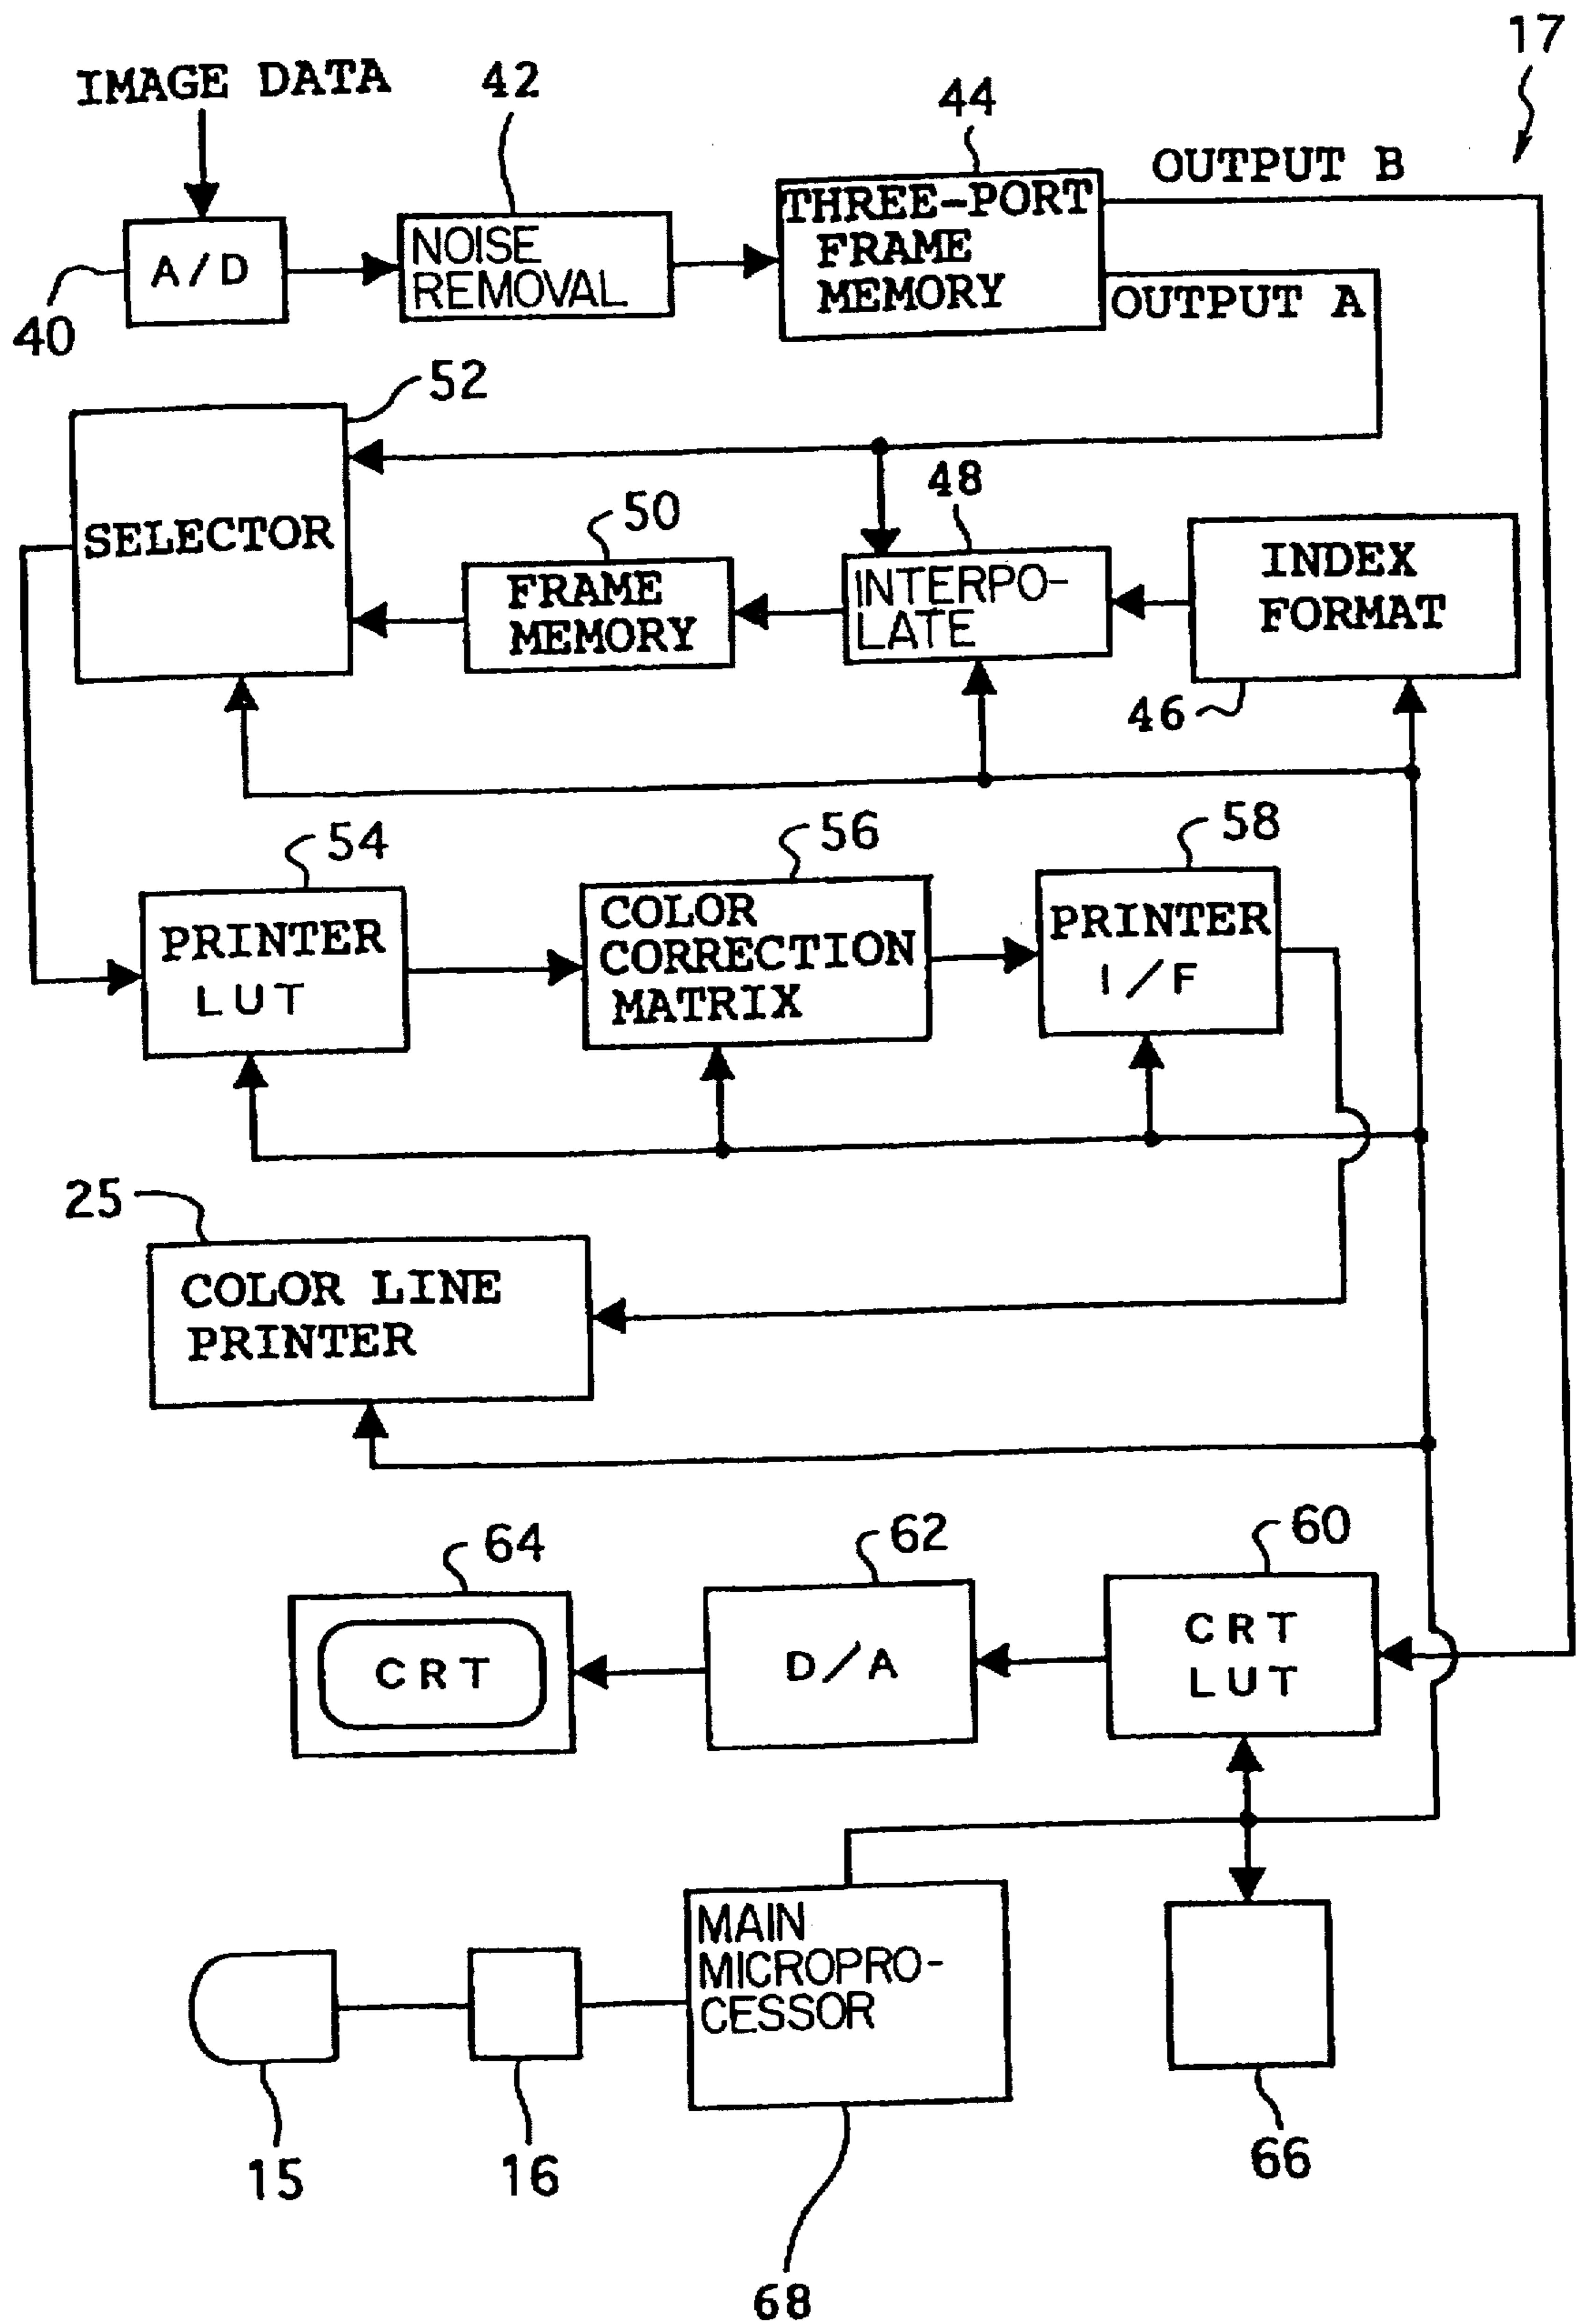 17
IMAGE DATA
42
44
OUTPUT B
A/D
NOISE
REMOVAL
THREE-PORT
FRAME
MEMORY
OUTPUT A
40
52
SELECTOR
50
FRAME
MEMORY
48
INTERPO-
LATE
INDEX
FORMAT
46
54
56
58
PRINTER
LUT
COLOR
CORRECTION
MATRIX
PRINTER
I/F
25
COLOR LINE
PRINTER
64
62
60
CRT
D/A
CRT
LUT
MAIN
MICROPRO-
CESSOR
15
16
66
68